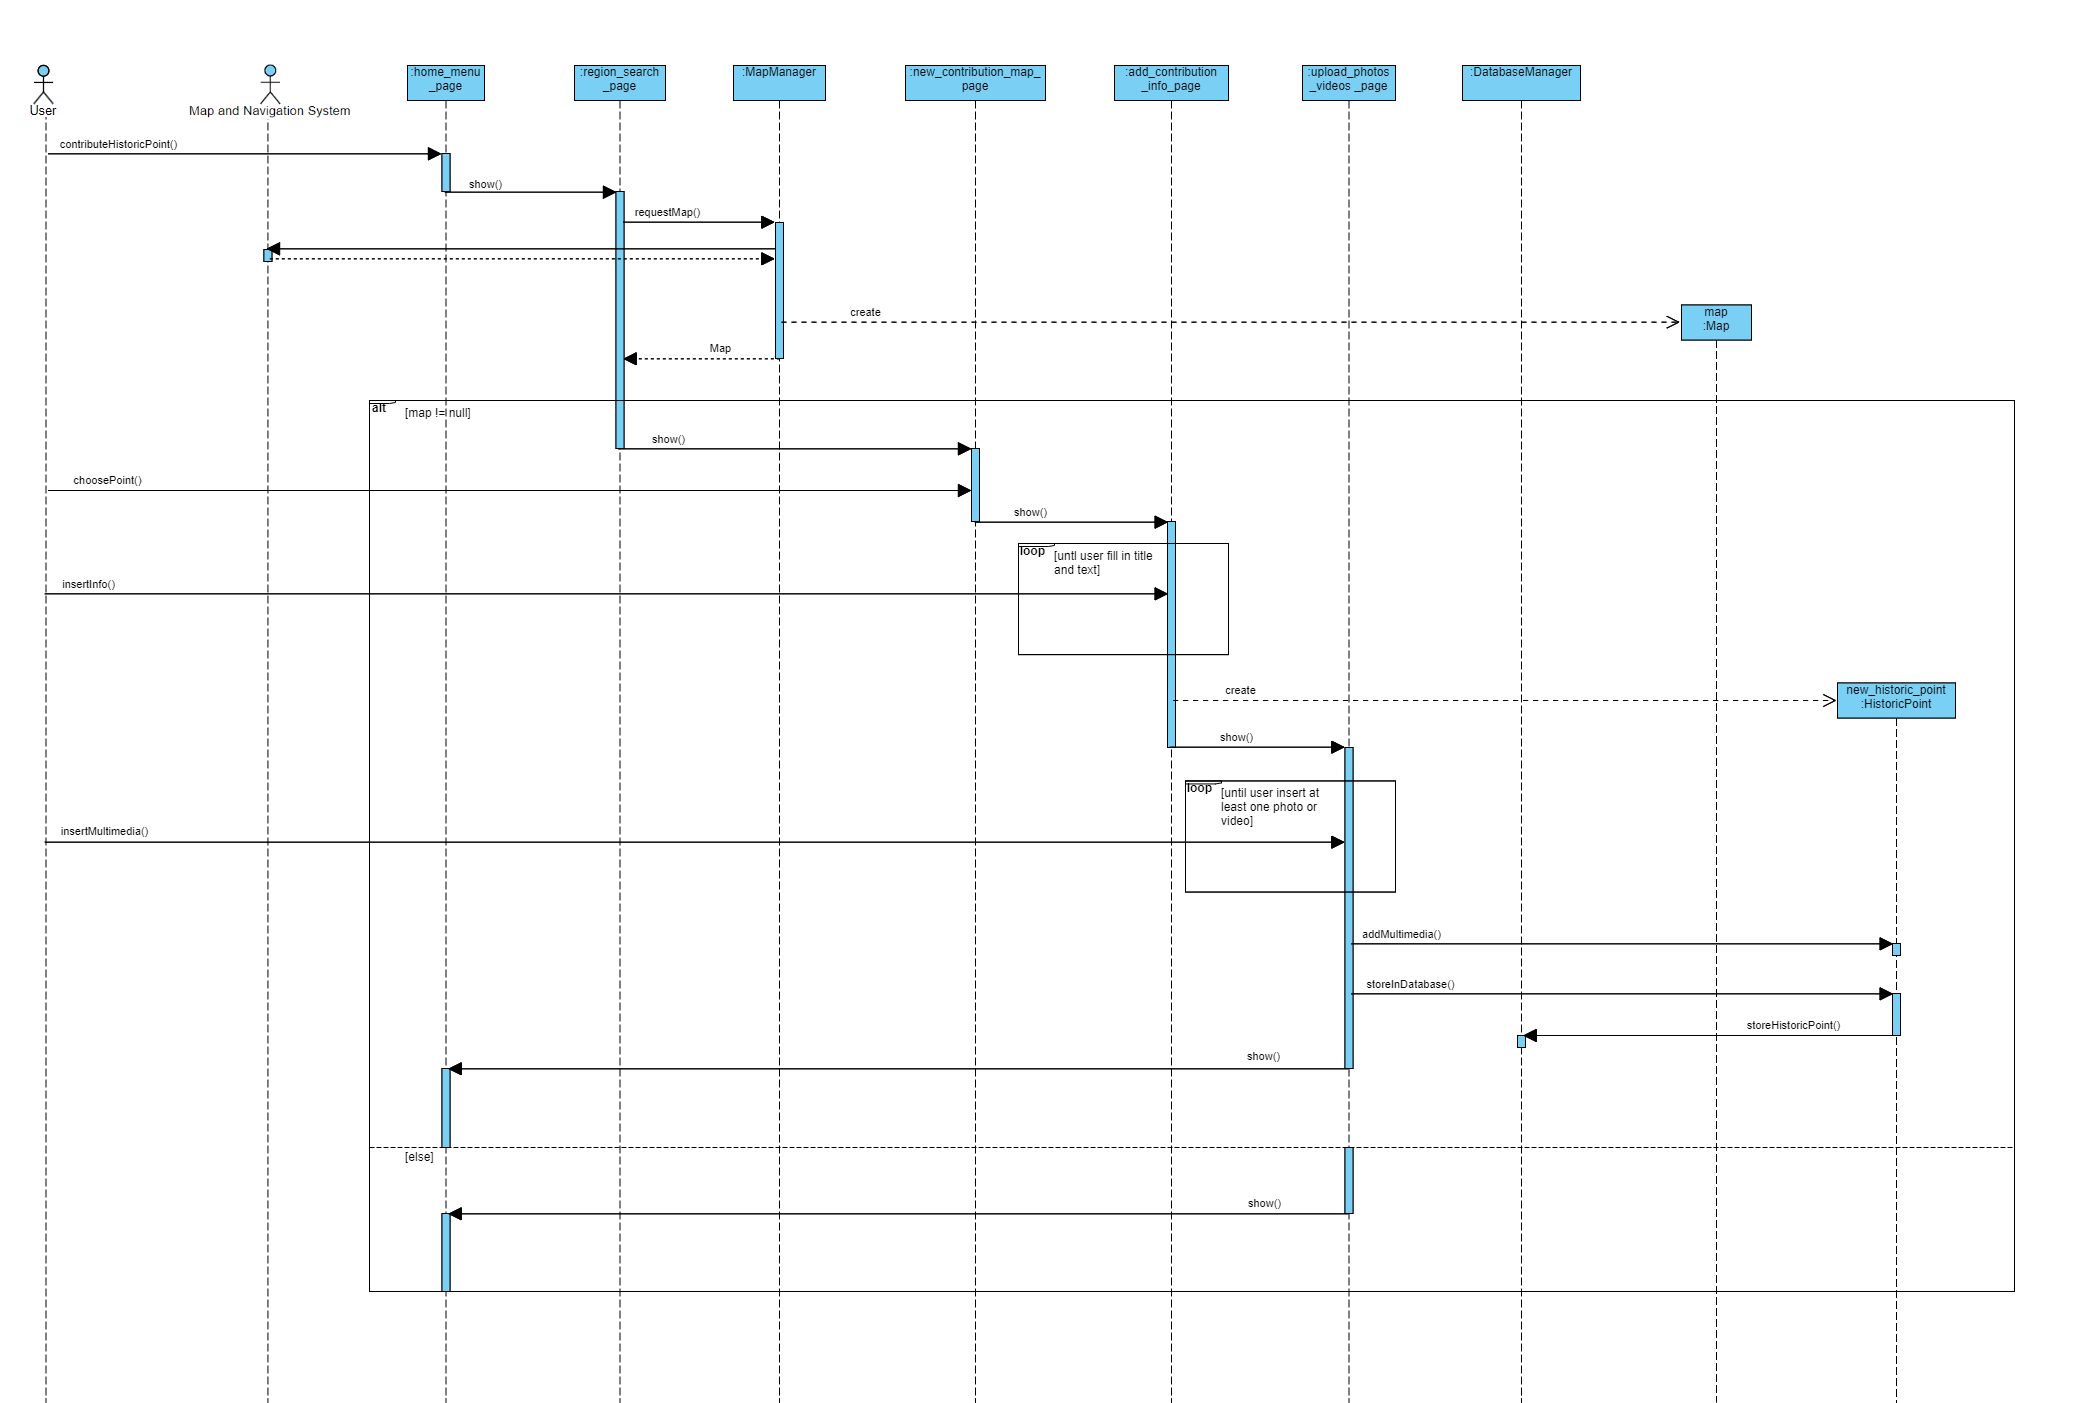 :home_menu
_page
:region_search
_page
:MapManager
:new_contribution_map_
page
:add_contribution
_info_page
:upload_photos
_videos _page
:DatabaseManager
User
Map and Navigation System
contributeHistoricPoint()
show()
requestMap()
create
map
:Map
Map
alt
[map != null]
show()
choosePoint()
show()
loop
[untl user fill in title
and text]
insertInfo()
create
new_historic_point
:HistoricPoint
show()
loop
[until user insert at
least one photo or
video]
insertMultimedia()
addMultimedia()
storeInDatabase()
storeHistoricPoint()
show()
[else]
show()